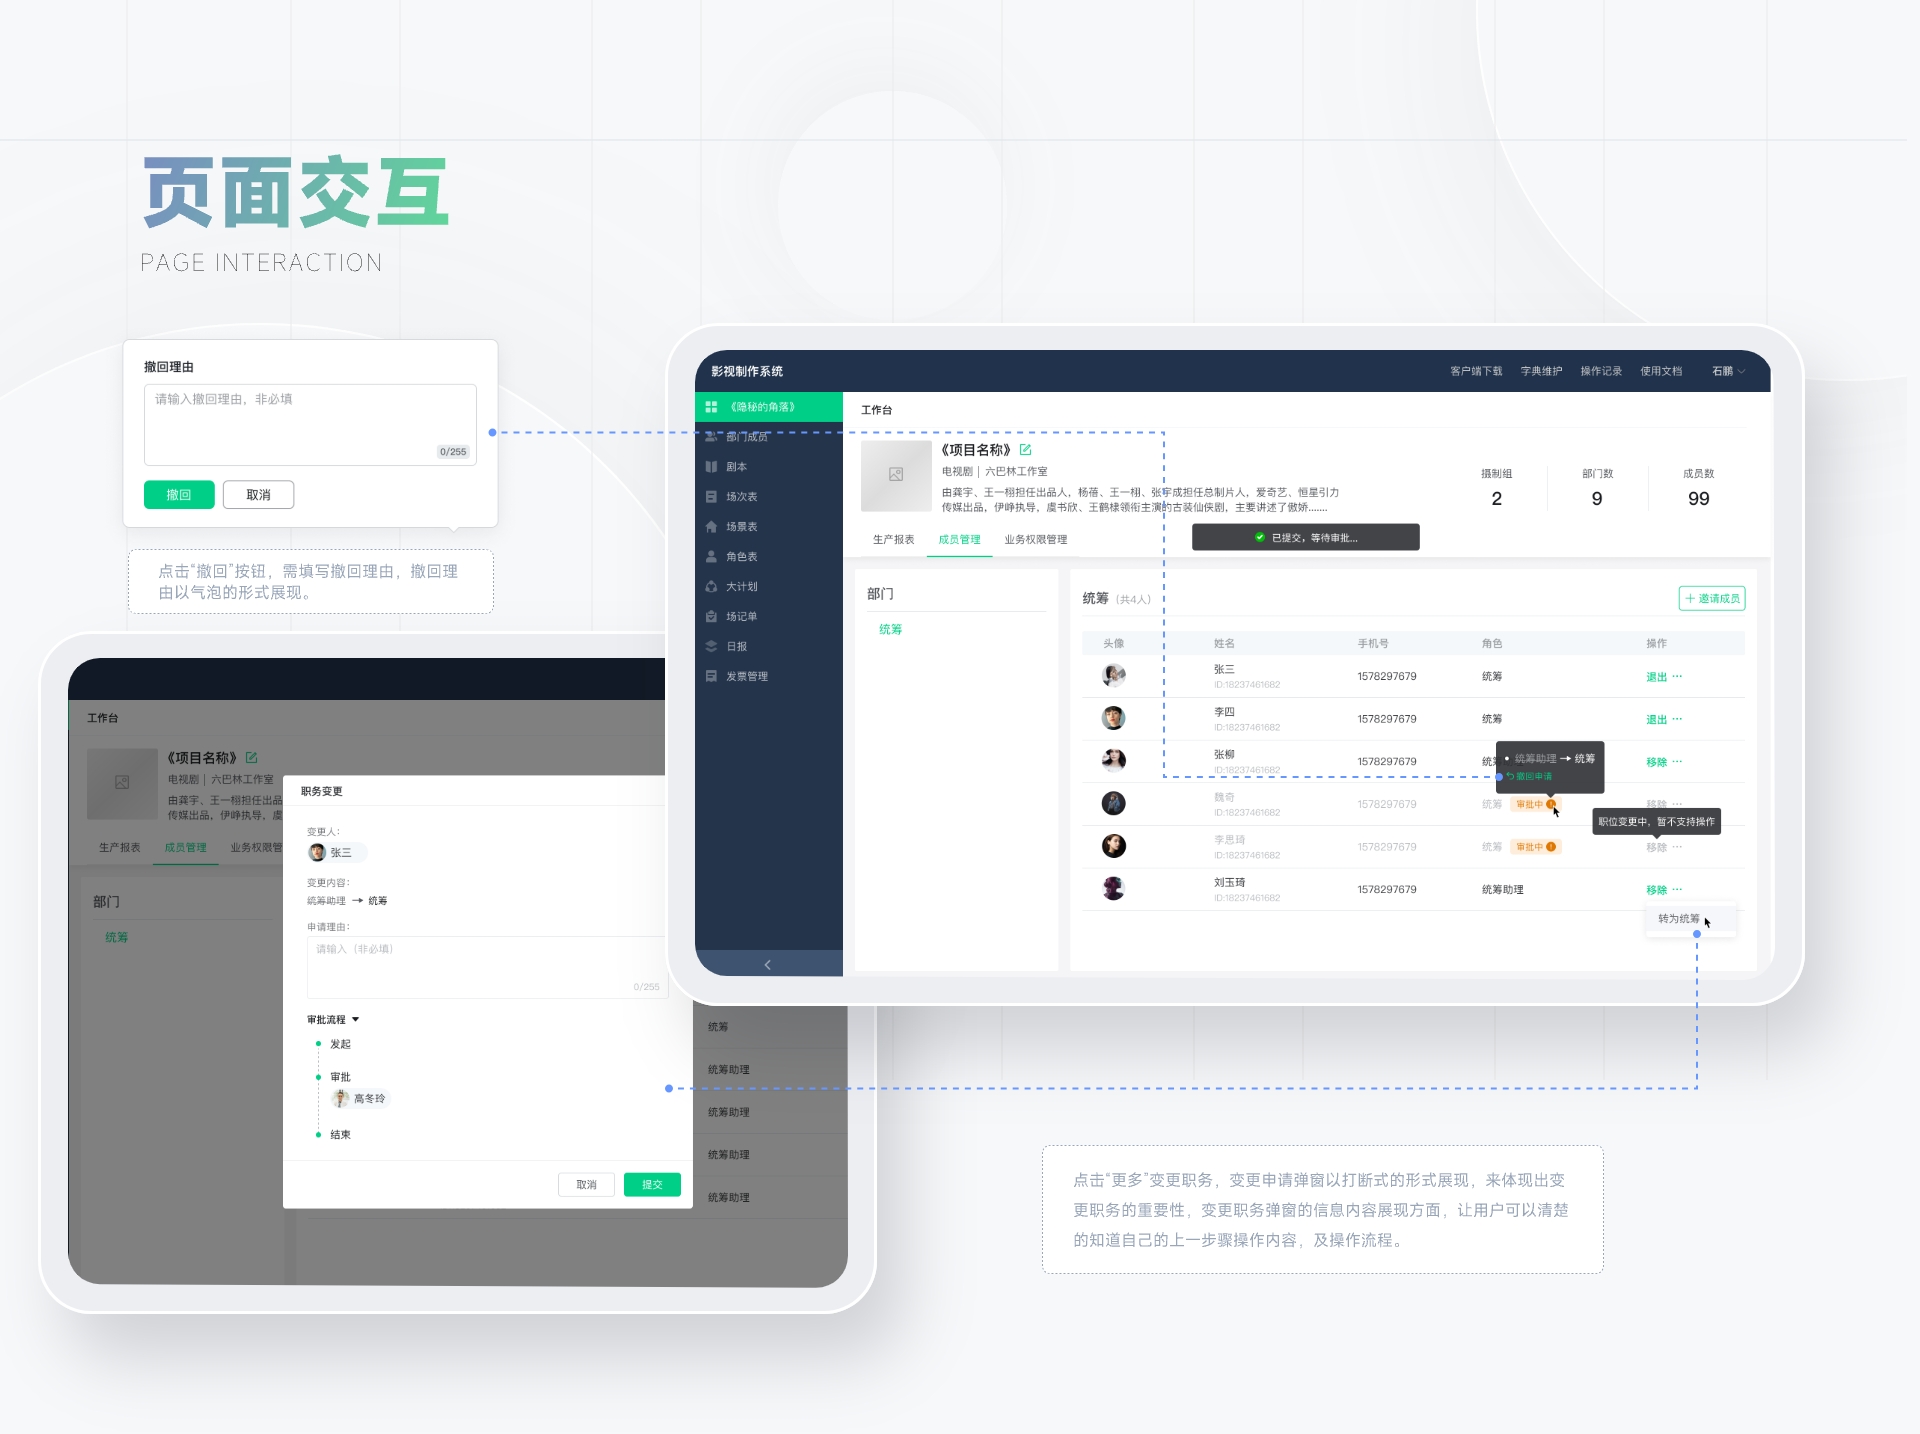 页面交互
PAGE INTERACTION
撤回理由
请输入撤回理由，非必填
0/255
撤回
取消
点击“撤回”按钮，需填写撤回理由，撤回理
由以气泡的形式展现。
影视制作系统
客户端下载
字典维护
操作记录
使用文档
石鹏
《隐秘的角落》
部门成员
剧本
场次表
场景表
角色表
大计划
场记单
日报
发票管理
工作台
《项目名称》
电视剧｜六巴林工作室
由龚宇、王一栩担任出品人，杨蓓、王一栩、张宇成担任总制片人，爱奇艺、恒星引力
传媒出品，伊峥执导，虞书欣、王鹤棣领衔主演的古装仙侠剧，主要讲述了傲娇.......
摄制组
2
部门数
9
成员数
99
生产报表
成员管理
业务权限管理
已提交，等待审批...
部门
统筹
统筹（共4人）
邀请成员
头像
姓名
手机号
角色
操作
张三
ID:18237461682
1578297679
统筹
退出
李四
ID:18237461682
1578297679
统筹
退出
张柳
ID:18237461682
1578297679
移除
统筹助理 → 统筹
撤回申请
魏奇
ID:18237461682
1578297679
统筹
审批中
移除
职位变更中，暂不支持操作
李思琦
ID:18237461682
1578297679
统筹
审批中
移除
刘玉琦
ID:18237461682
1578297679
统筹助理
移除
转为统筹
工作台
《项目名称》
电视剧｜六巴林工作室
由龚宇、王一栩担任出品
传媒出品，伊峥执导，虞
生产报表
成员管理
业务权限管
部门
统筹
职务变更
变更人：
张三
变更内容：
统筹助理 → 统筹
申请理由：
请输入（非必填）
0/255
审批流程
发起
审批
高冬玲
结束
取消
提交
统筹
统筹助理
统筹助理
统筹助理
统筹助理
点击“更多”变更职务，变更申请弹窗以打断式的形式展现，来体现出变
更职务的重要性，变更职务弹窗的信息内容展现方面，让用户可以清楚
的知道自己的上一步骤操作内容，及操作流程。